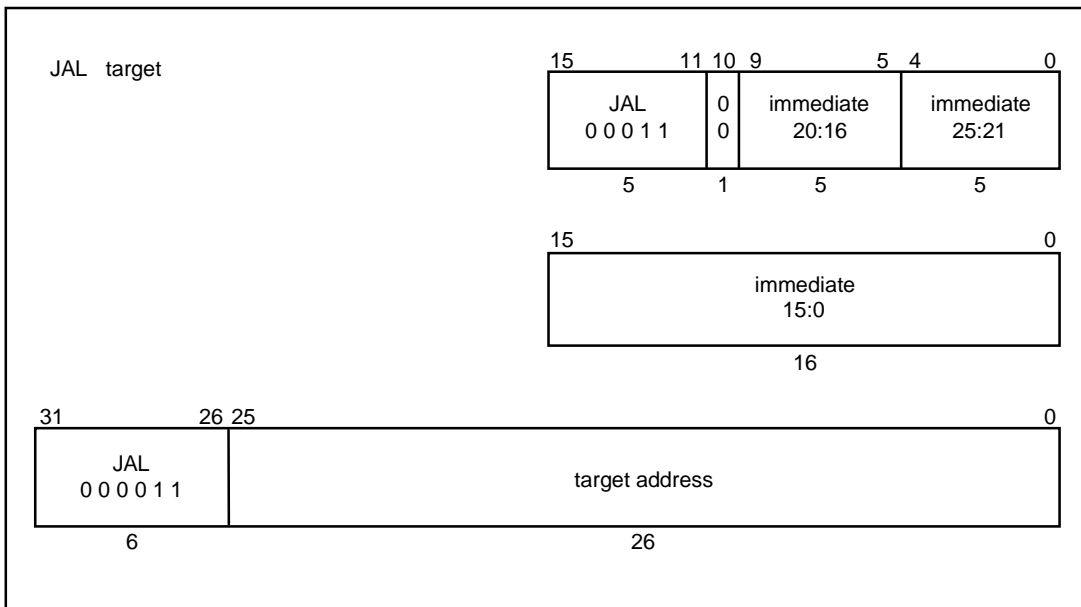 JAL target
15 11 10 9 5 4 0
JAL 0 immediate immediate
0 0 0 1 1 0 20:16 25:21
5 1 5 5
15 0
immediate
15:0
16
31 26 25 0
JAL
0 0 0 0 1 1
target address
6 26